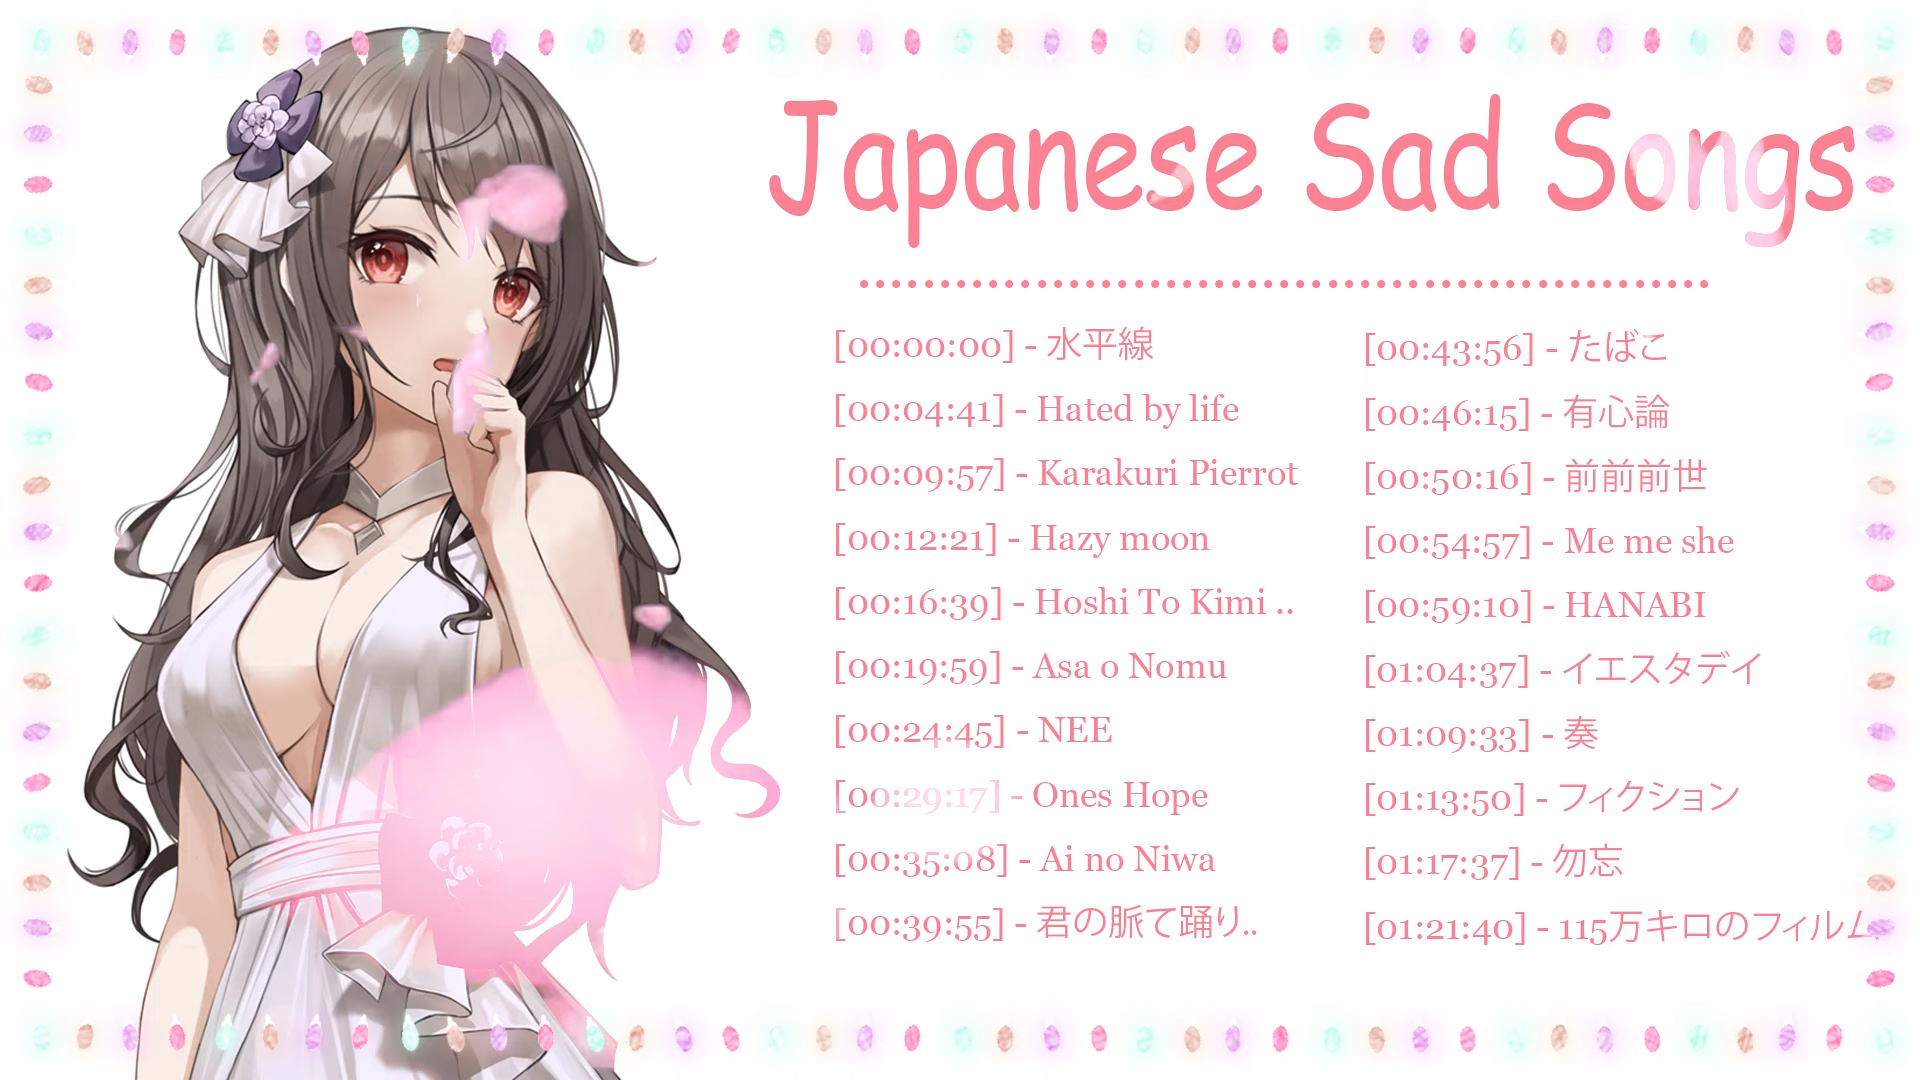 Japanese Sad Songs
[00:00:00] - 水平線
[00:04:41] - Hated by life
[00:09:57] - Karakuri Pierrot
[00:12:21] - Hazy moon
[00:16:39] - Hoshi To Kimi ..
[00:19:59] - Asa o Nomu
[00:24:45] - NEE
[00:29:17] - Ones Hope
[00:35:08] - Ai no Niwa
[00:39:55] - 君の脈て踊り..
[00:43:56] - たばこ
[00:46:15] - 有心論
[00:50:16] - 前前前世
[00:54:57] - Me me she
[00:59:10] - HANABI
[01:04:37] - イエスタデイ
[01:09:33] - 奏
[01:13:50] - フィクション
[01:17:37] - 勿忘
[01:21:40] - 115万キロのフィルム